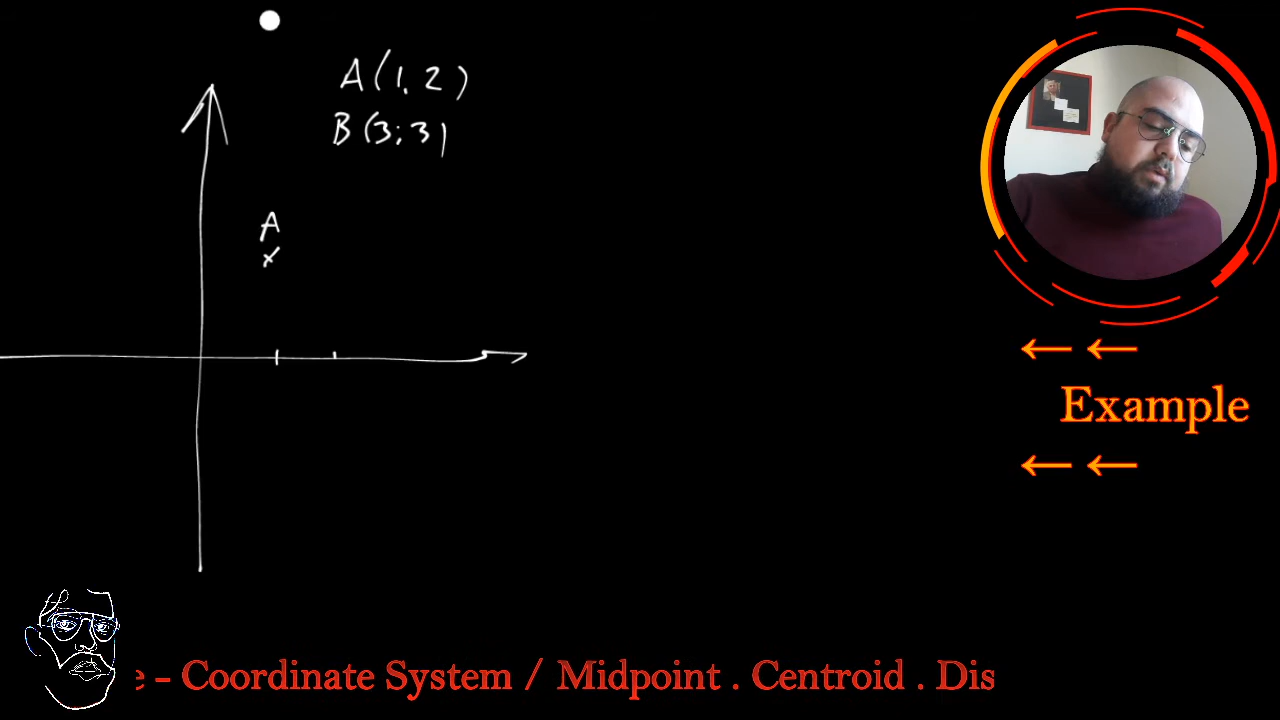 A(1,2)
B(3;3)
A
← ←
Example
← ←
e - Coordinate System / Midpoint . Centroid . Dis